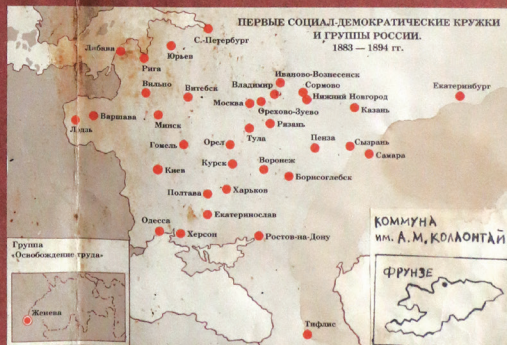 ПЕРВЫЕ СОЦИАЛ-ДЕМОКРАТИЧЕСКИЕ КРУЖКИ
И ГРУППЫ РОССИИ.
1883 — 1894 гг.
С.-Петербург
Либава
Юрьев
Рига
Иваново-Вознесенск
Вильно
Витебск
Владимир
Сормово
Екатеринбург
Нижний Новгород
Москва
Орехово-Зуево
Казань
Варшава
Лодзь
Минск
Рязань
Тула
Гомель
Орел
Пенза
Сызрань
Самара
Киев
Курск
Воронеж
Борисоглебск
Полтава
Харьков
Екатеринослав
Одесса
Херсон
Ростов-на-Дону
КОММУНА
ИМ. А.М. КОЛЛОНТАЙ
Группа
«Освобождение труда»
ФРУНЗЕ
Женева
Тифлис